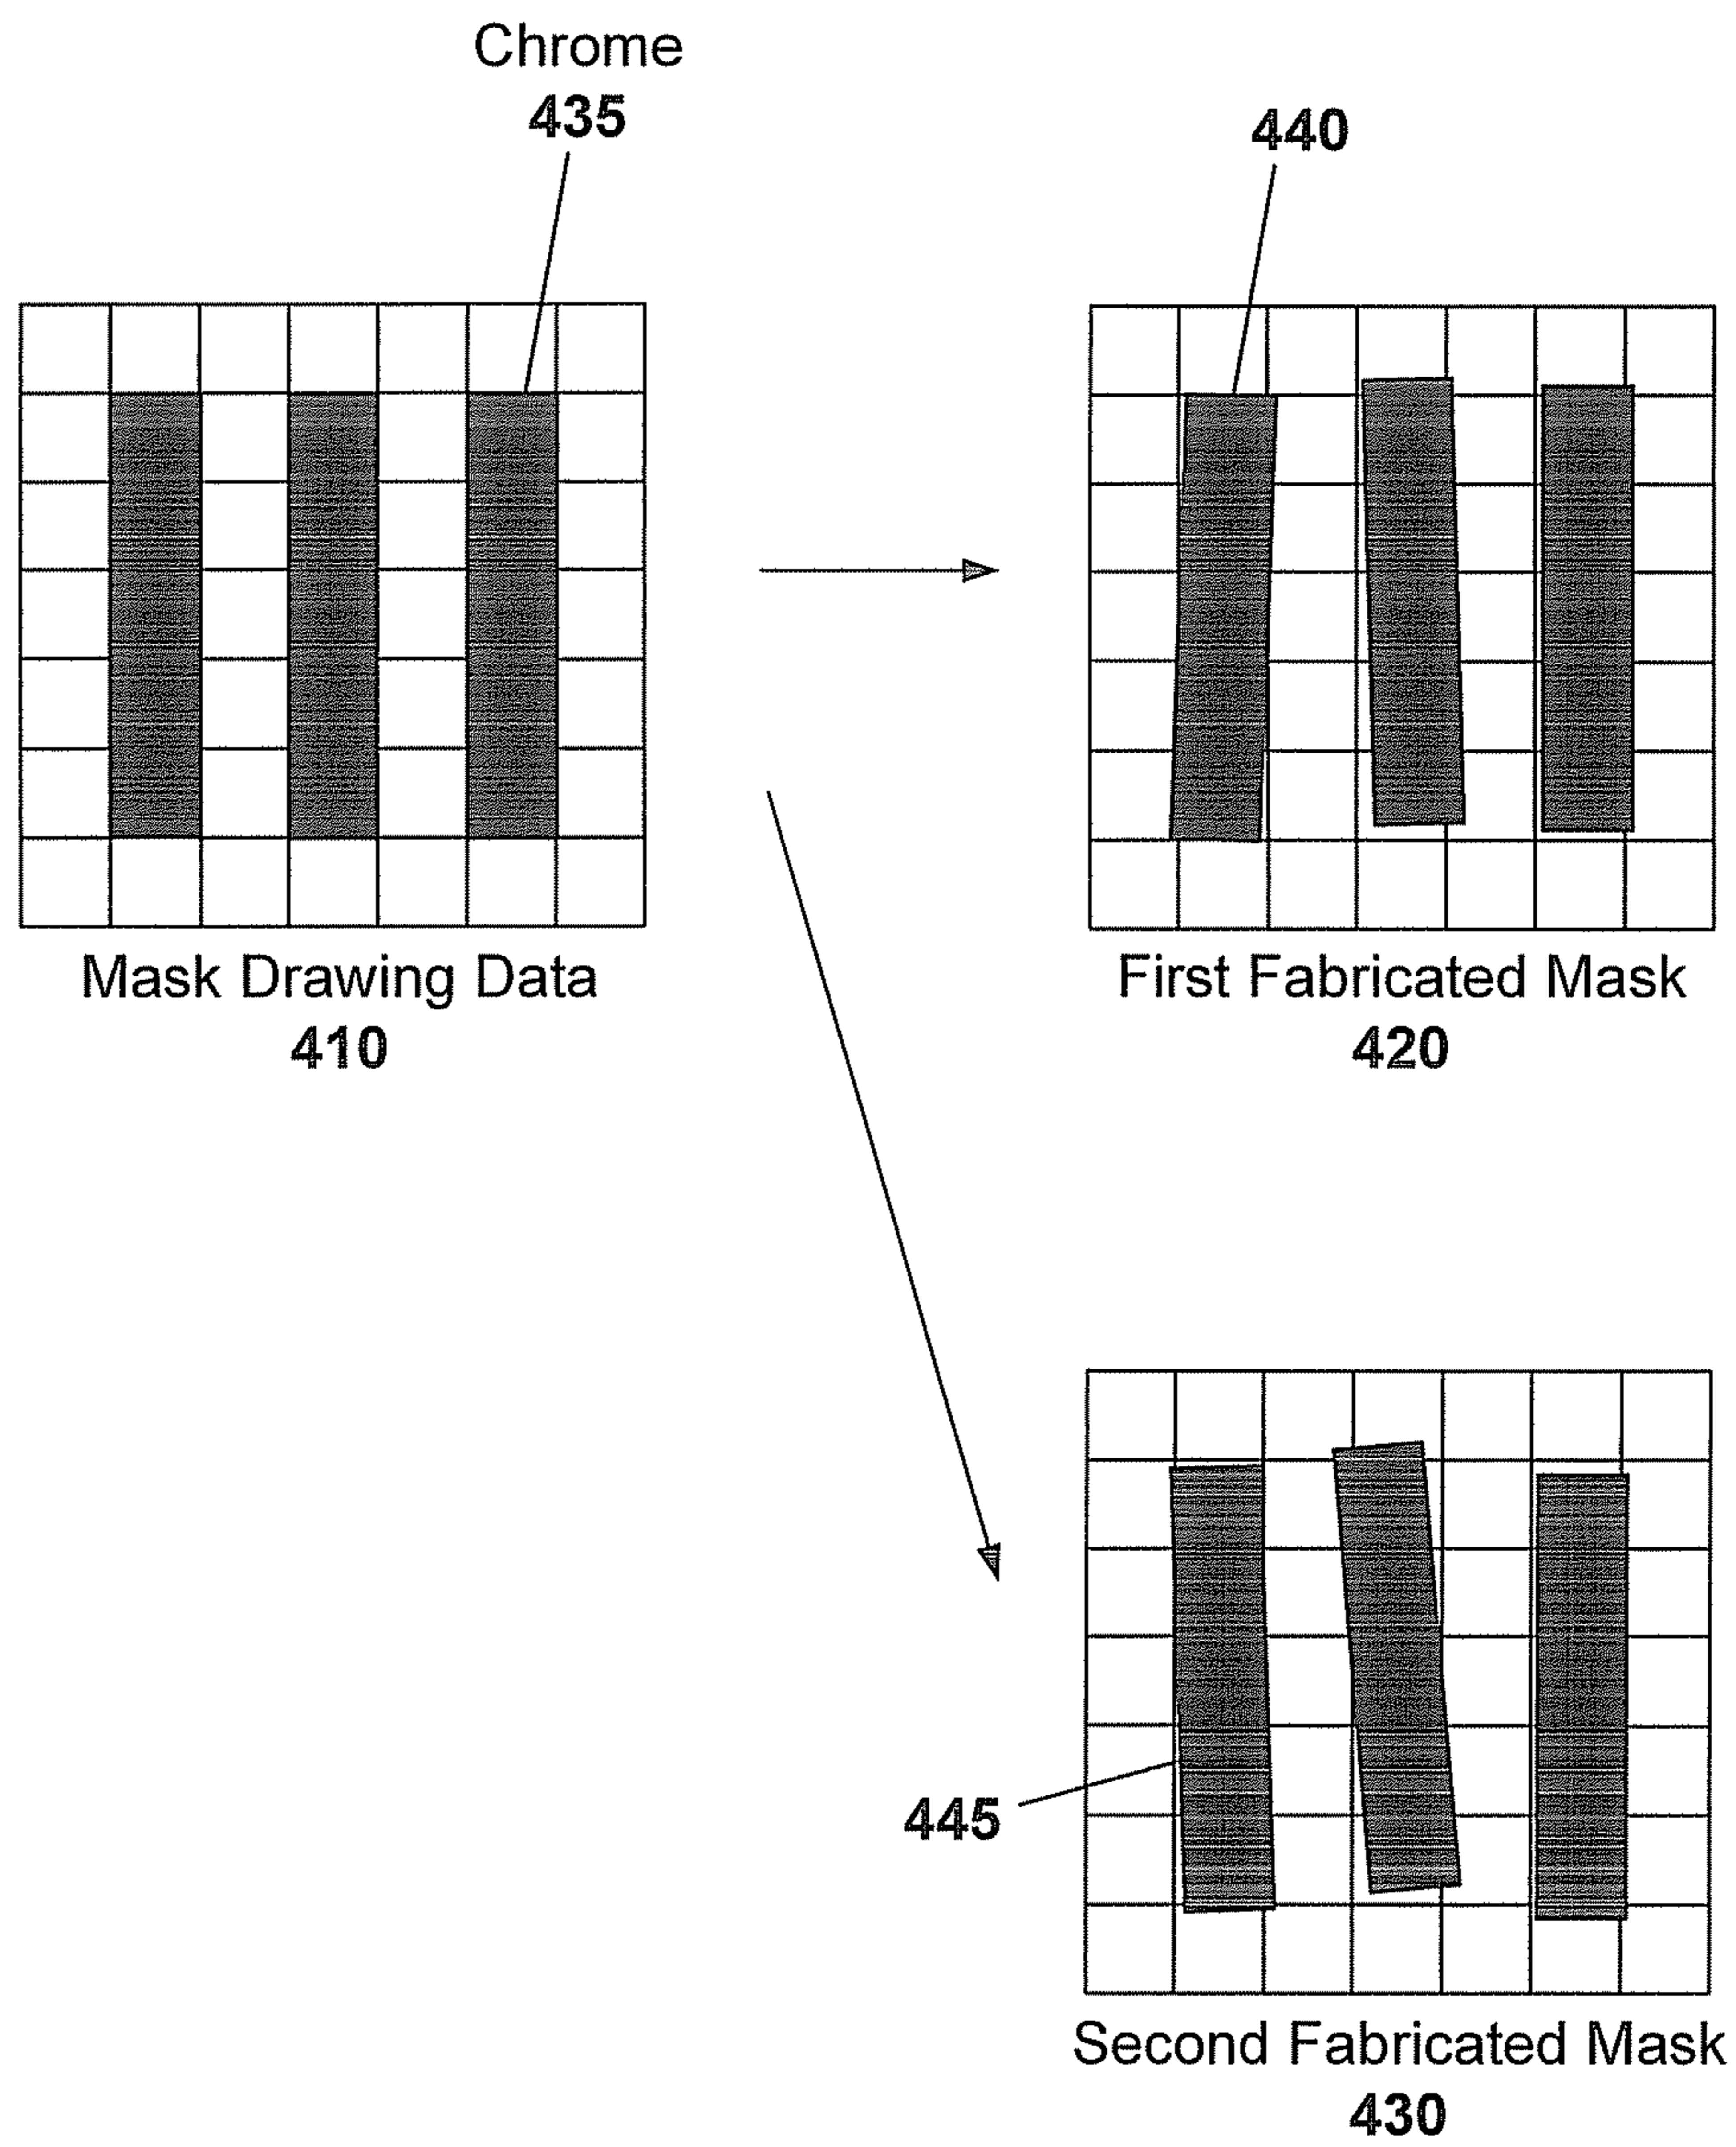 Chrome
435
440
Mask Drawing Data
410
First Fabricated Mask
420
445
Second Fabricated Mask
430